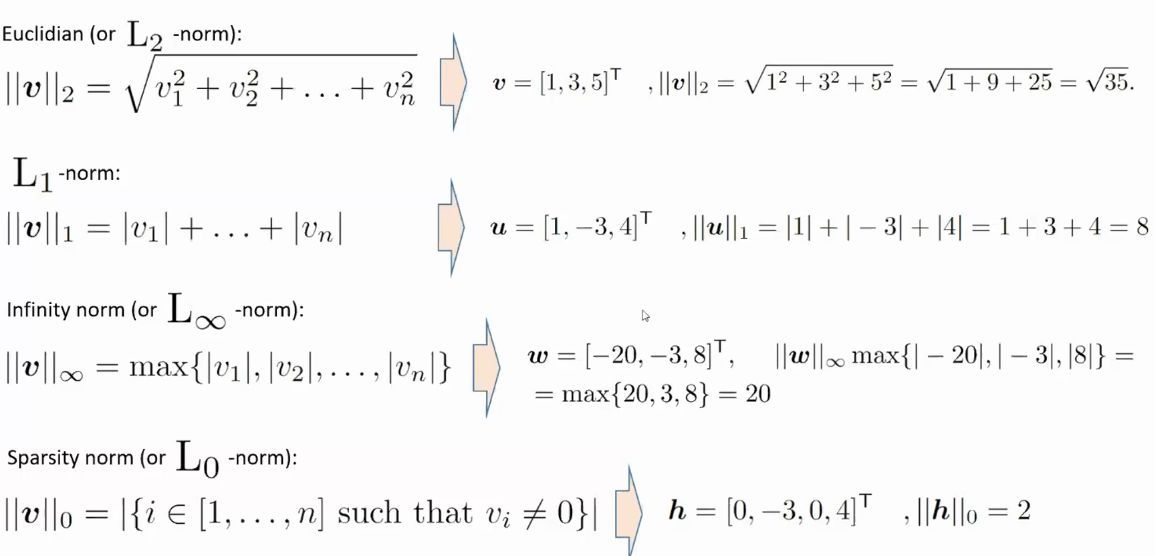 Euclidian (or L₂ -norm):
||v||₂ = √(v₁² + v₂² + . . . + vₙ²)
v = [1, 3, 5]ᵀ , ||v||₂ = √(1² + 3² + 5²) = √(1 + 9 + 25) = √35.
L₁ -norm:
||v||₁ = |v₁| + . . . + |vₙ|
u = [1, −3, 4]ᵀ , ||u||₁ = |1| + | − 3| + |4| = 1 + 3 + 4 = 8
Infinity norm (or L∞ -norm):
||v||∞ = max{|v₁|, |v₂|, . . . , |vₙ|}
w = [−20, −3, 8]ᵀ, ||w||∞ max{| − 20|, | − 3|, |8|} =
= max{20, 3, 8} = 20
Sparsity norm (or L₀ -norm):
||v||₀ = |{i ∈ [1, . . . , n] such that vᵢ ≠ 0}|
h = [0, −3, 0, 4]ᵀ , ||h||₀ = 2